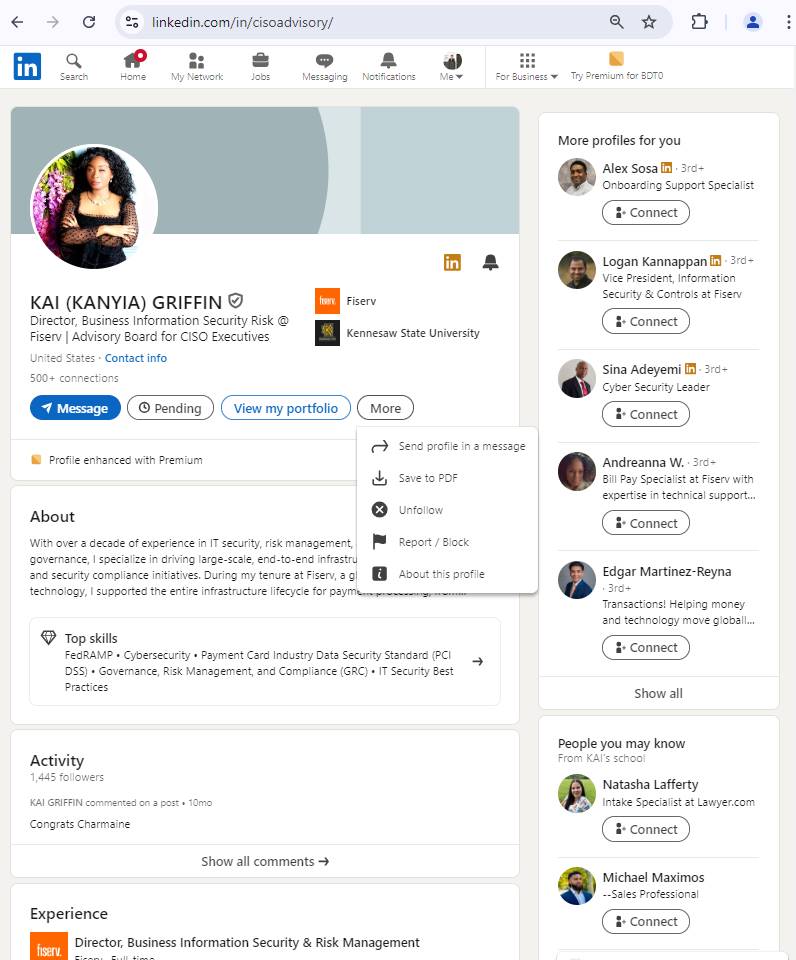 linkedin.com/in/cisoadvisory/
in
Search
Home
My Network
Jobs
Messaging
Notifications
Me
For Business
Try Premium for BDT0
in
KAI (KANYIA) GRIFFIN
Director, Business Information Security Risk @
Fiserv | Advisory Board for CISO Executives
United States · Contact info
500+ connections
fiserv.
Fiserv
Kennesaw State University
Message
Pending
View my portfolio
More
Send profile in a message
Save to PDF
Unfollow
Report / Block
About this profile
Profile enhanced with Premium
About
With over a decade of experience in IT security, risk management,
governance, I specialize in driving large-scale, end-to-end infrastru
and security compliance initiatives. During my tenure at Fiserv, a gl
technology, I supported the entire infrastructure lifecycle for payment processing, from...
Top skills
FedRAMP • Cybersecurity • Payment Card Industry Data Security Standard (PCI
DSS) • Governance, Risk Management, and Compliance (GRC) • IT Security Best
Practices
Activity
1,445 followers
KAI GRIFFIN commented on a post • 10mo
Congrats Charmaine
Show all comments →
Experience
fiserv.
Director, Business Information Security & Risk Management
Fiserv · Full-time
More profiles for you
Alex Sosa in · 3rd+
Onboarding Support Specialist
Connect
Logan Kannappan in · 3rd+
Vice President, Information
Security & Controls at Fiserv
Connect
Sina Adeyemi in · 3rd+
Cyber Security Leader
Connect
Andreanna W. · 3rd+
Bill Pay Specialist at Fiserv with
expertise in technical support...
Connect
Edgar Martinez-Reyna
· 3rd+
Transactions! Helping money
and technology move globall...
Connect
Show all
People you may know
From KAI's school
Natasha Lafferty
Intake Specialist at Lawyer.com
Connect
Michael Maximos
--Sales Professional
Connect